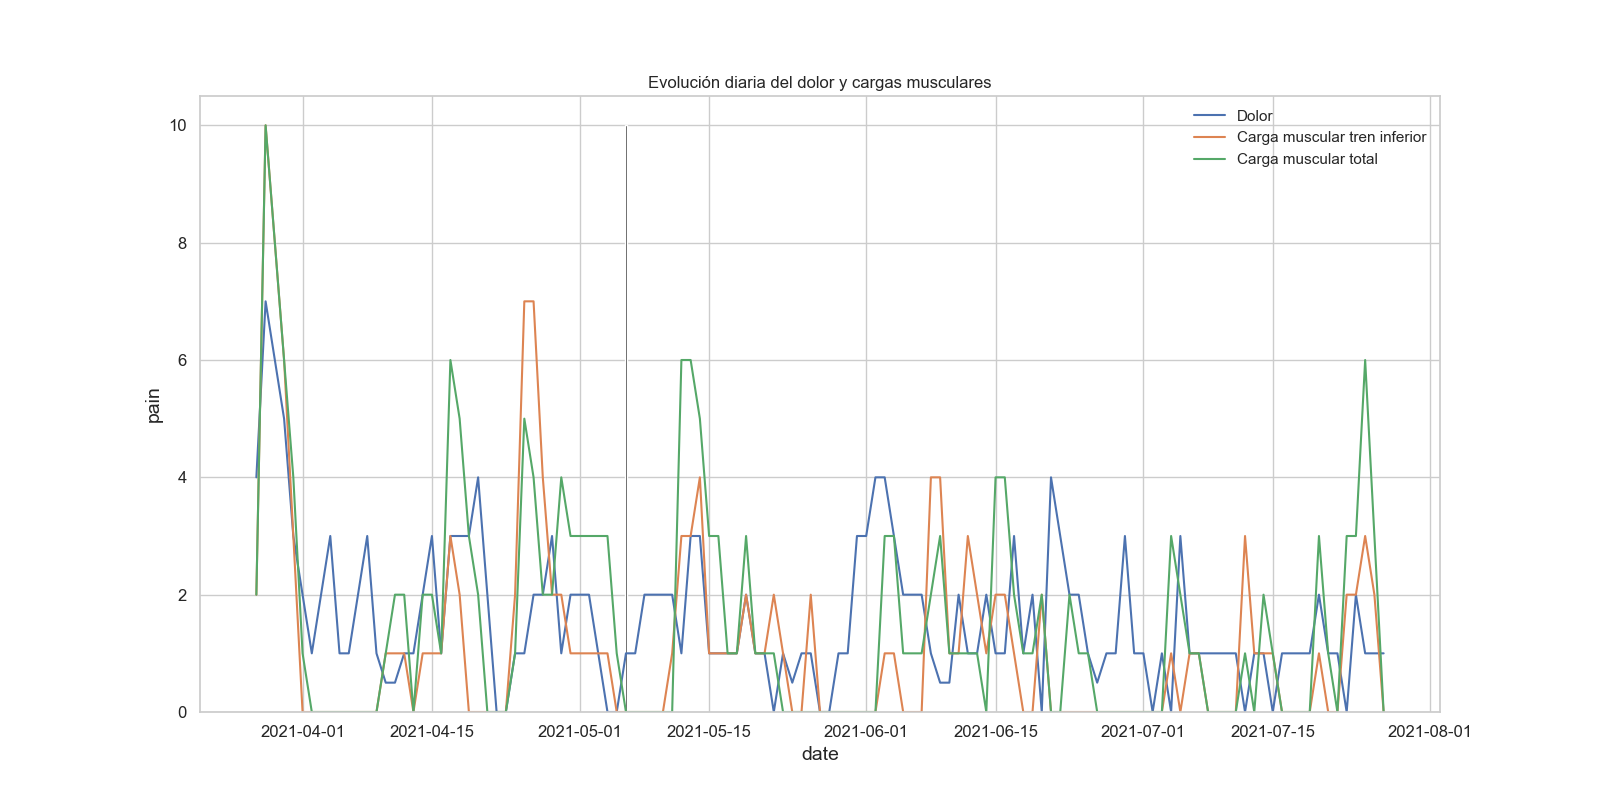 Evolución diaria del dolor y cargas musculares
Dolor
Carga muscular tren inferior
Carga muscular total
10
8
6
4
2
0
pain
2021-04-01
2021-04-15
2021-05-01
2021-05-15
2021-06-01
2021-06-15
2021-07-01
2021-07-15
2021-08-01
date